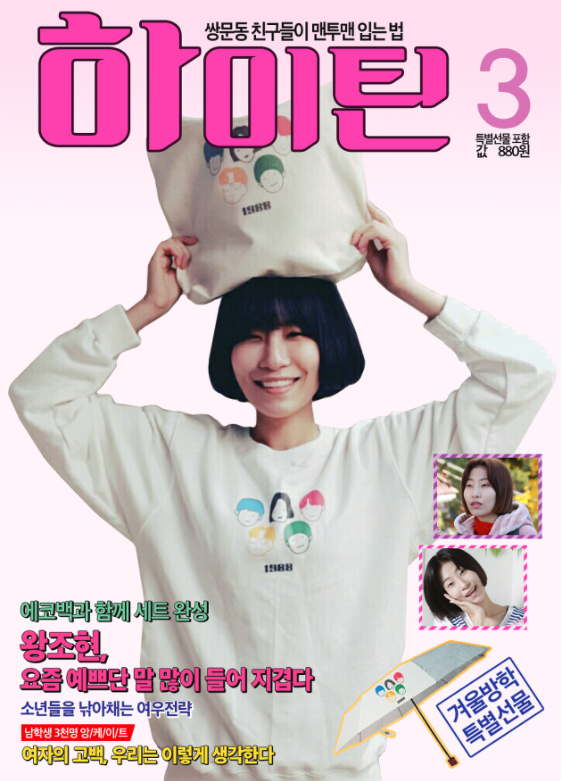 쌍문동 친구들이 맨투맨 입는 법
하이틴
3
특별선물 포함
값 880원
1988
1988
에코백과 함께 세트 완성
왕조현,
요즘 예쁘단 말 많이 들어 지겹다
소년들을 낚아채는 여우전략
남학생 3천명 앙/케/이/트
여자의 고백, 우리는 이렇게 생각한다
겨울방학
특별선물